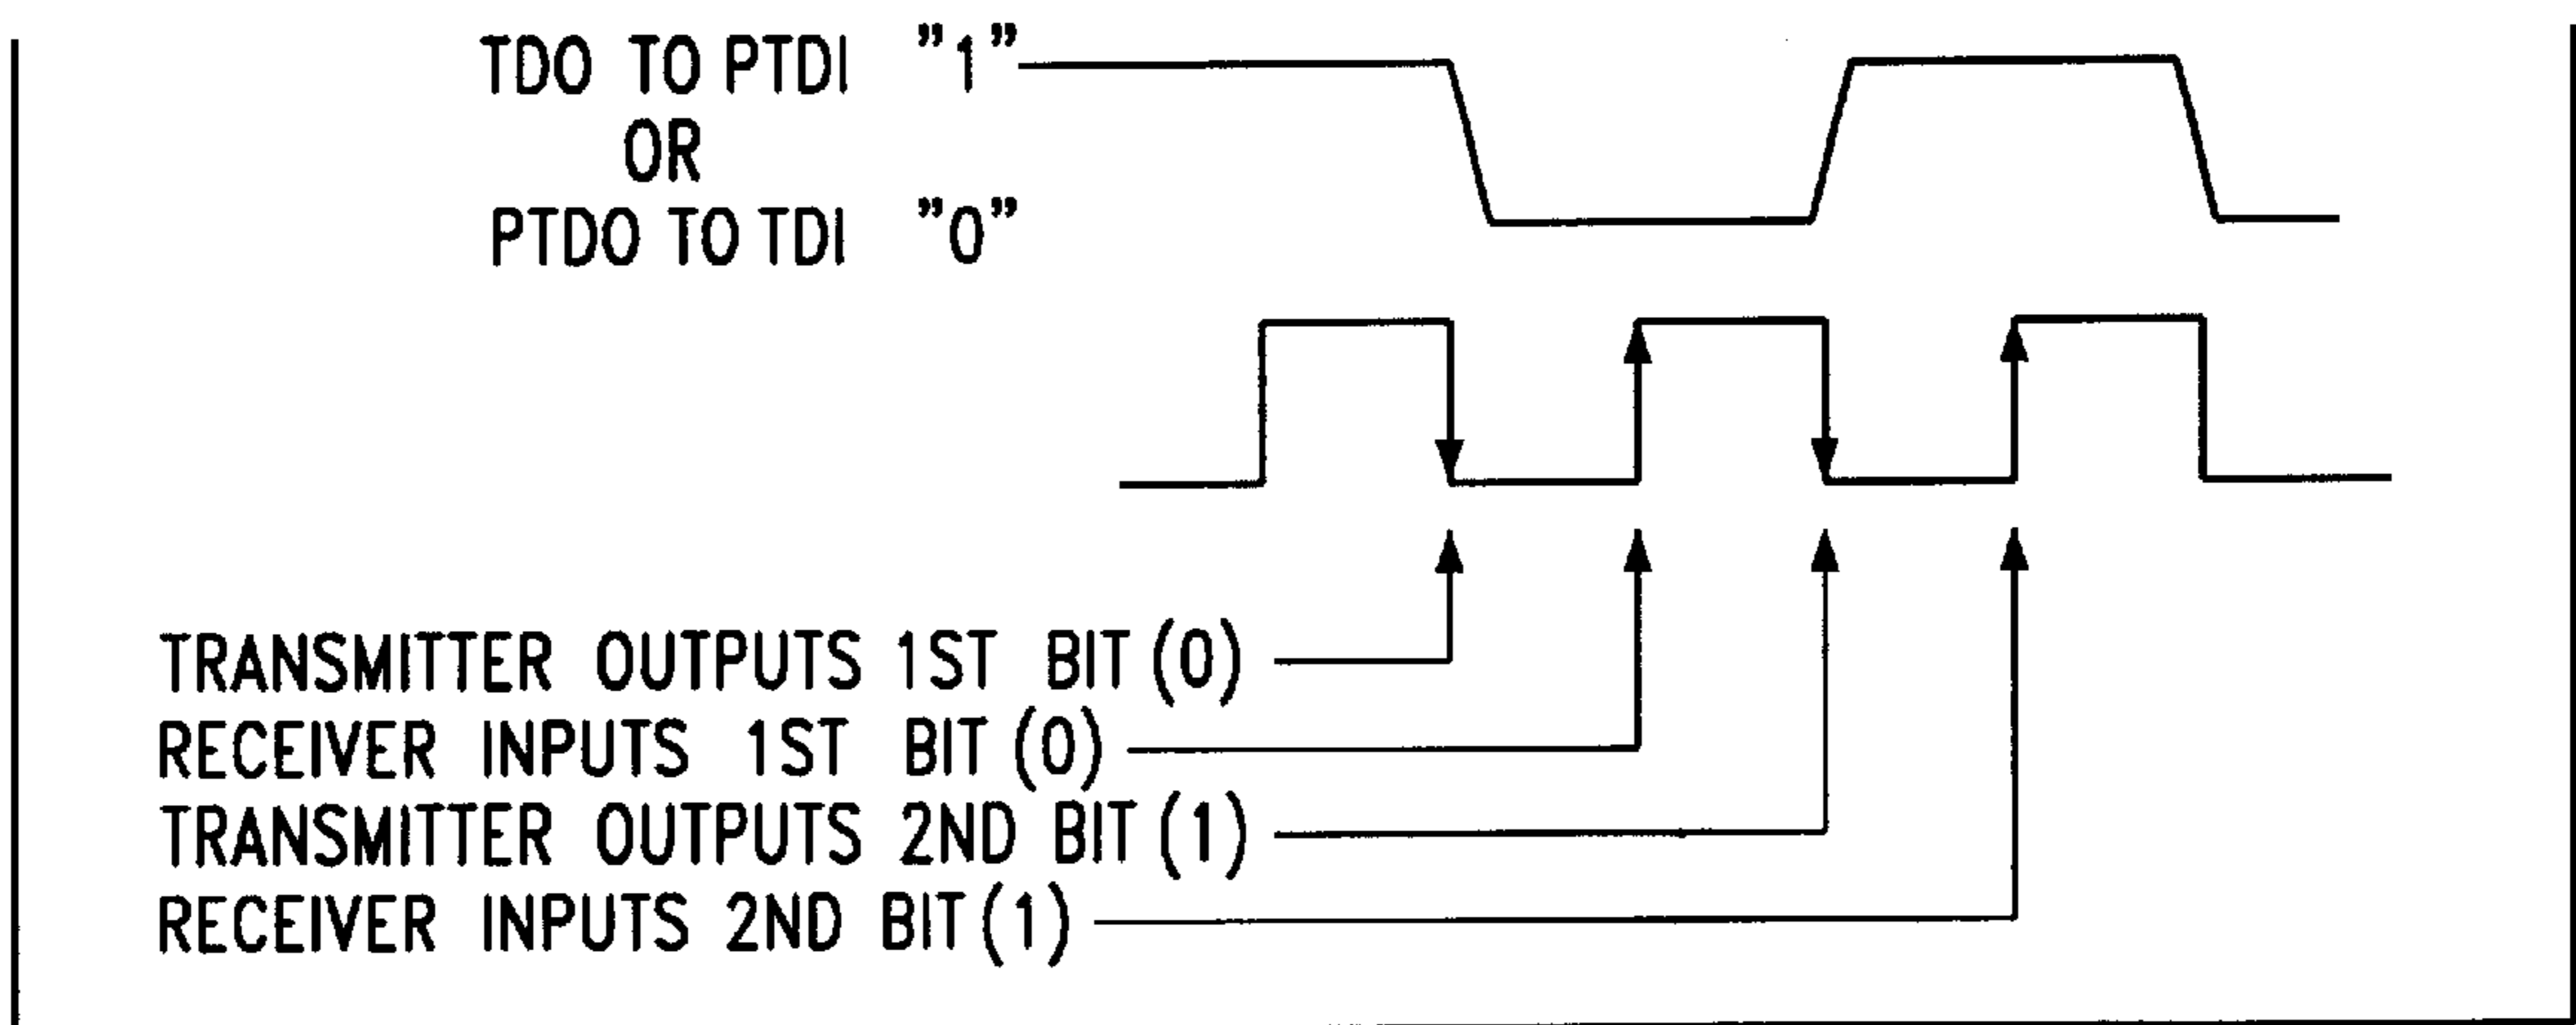 TDO TO PTDI "1"
OR
PTDO TO TDI "0"
TRANSMITTER OUTPUTS 1ST BIT (0)
RECEIVER INPUTS 1ST BIT (0)
TRANSMITTER OUTPUTS 2ND BIT (1)
RECEIVER INPUTS 2ND BIT (1)